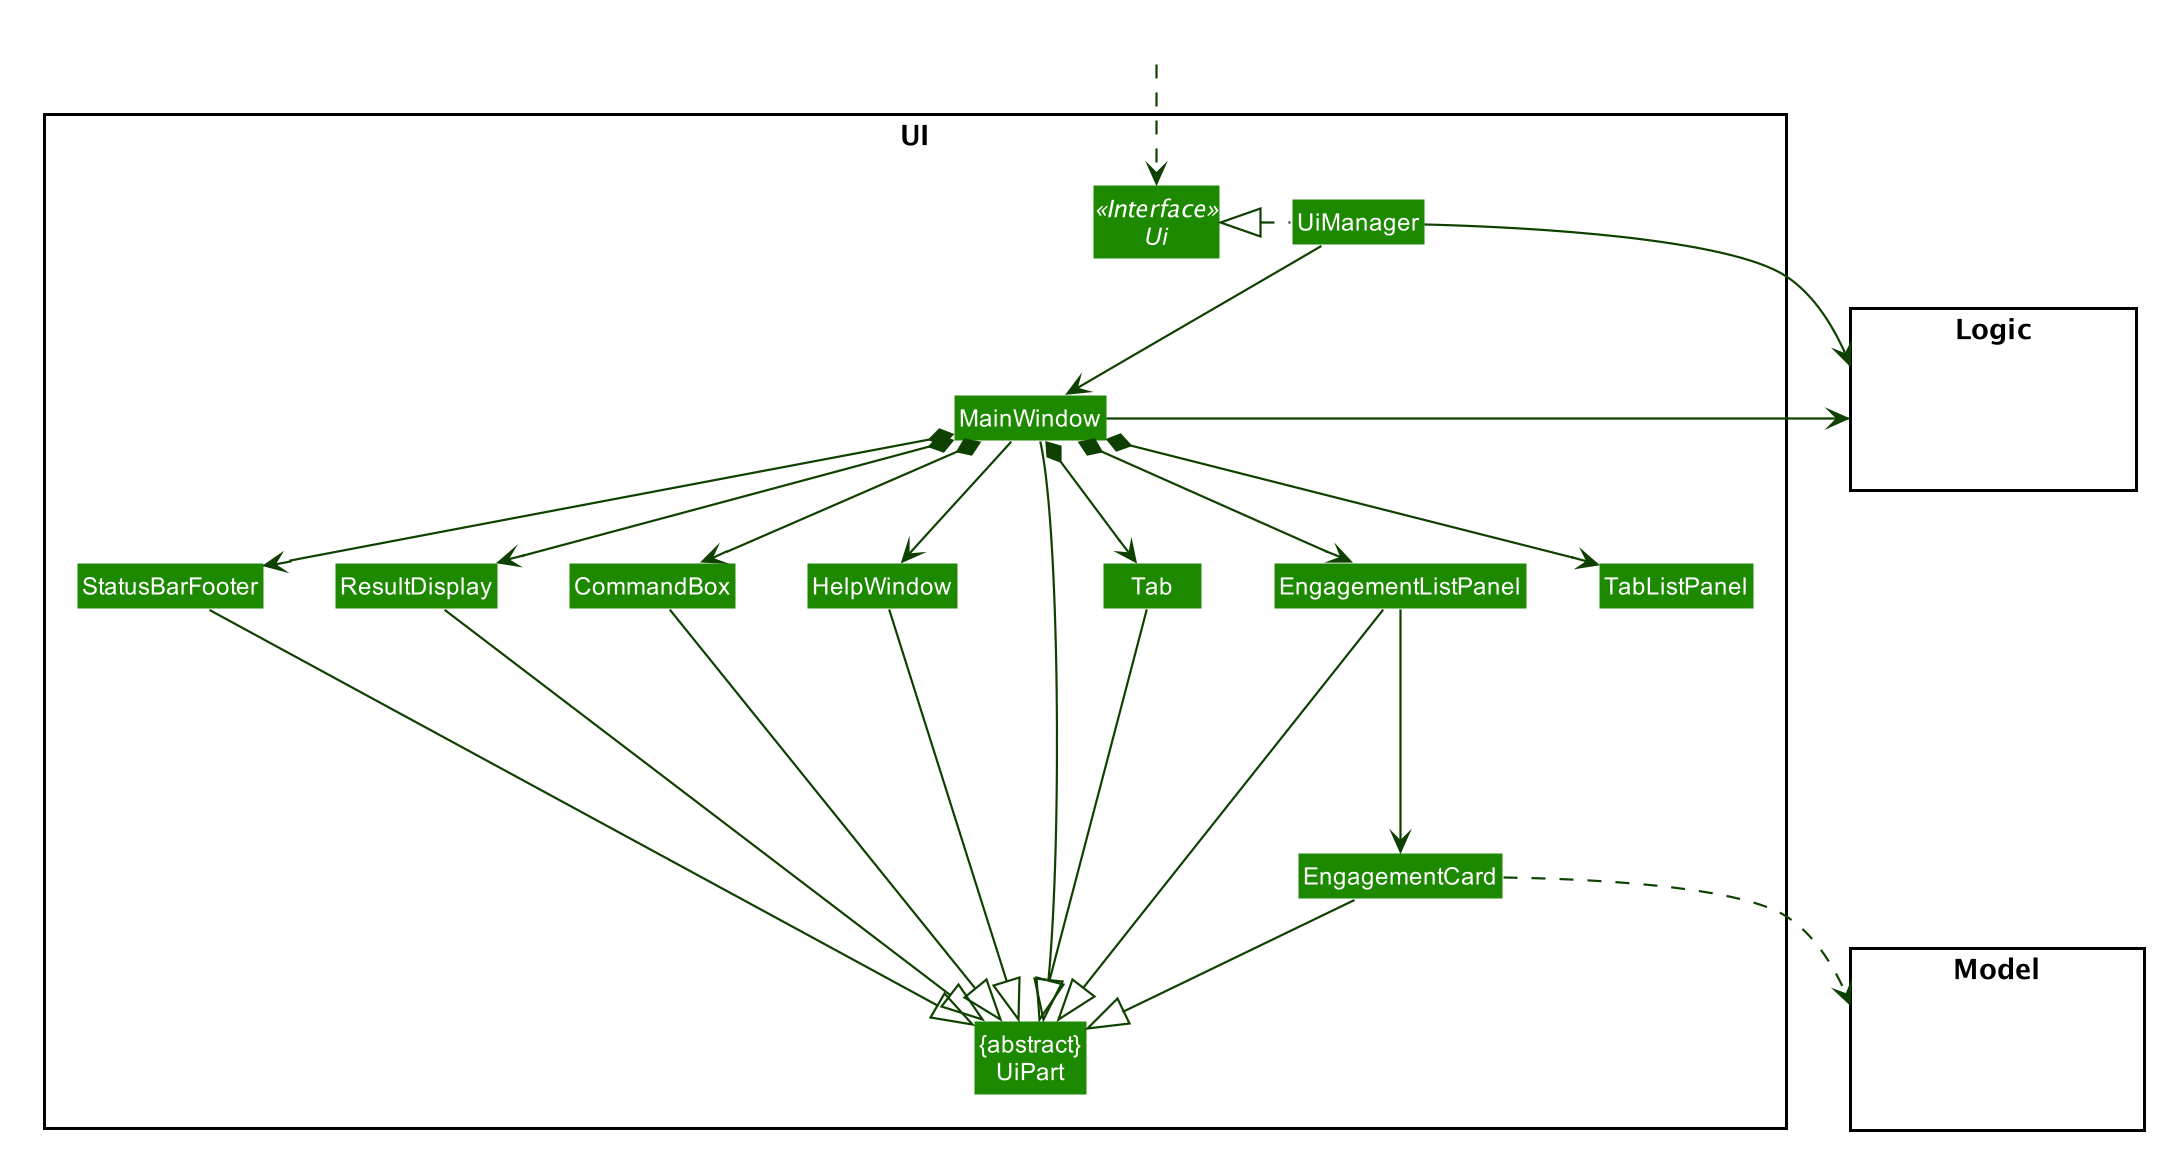 UI
«Interface»
Ui
UiManager
Logic
MainWindow
StatusBarFooter
ResultDisplay
CommandBox
HelpWindow
Tab
EngagementListPanel
TabListPanel
EngagementCard
Model
{abstract}
UiPart